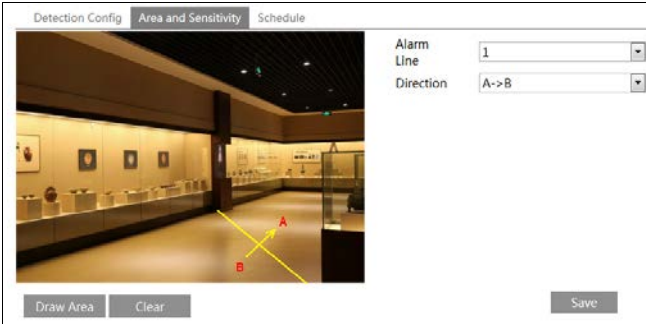 Detection Config Area and Sensitivity Schedule
Alarm Line 1
Direction A->B
A
B
Draw Area Clear Save